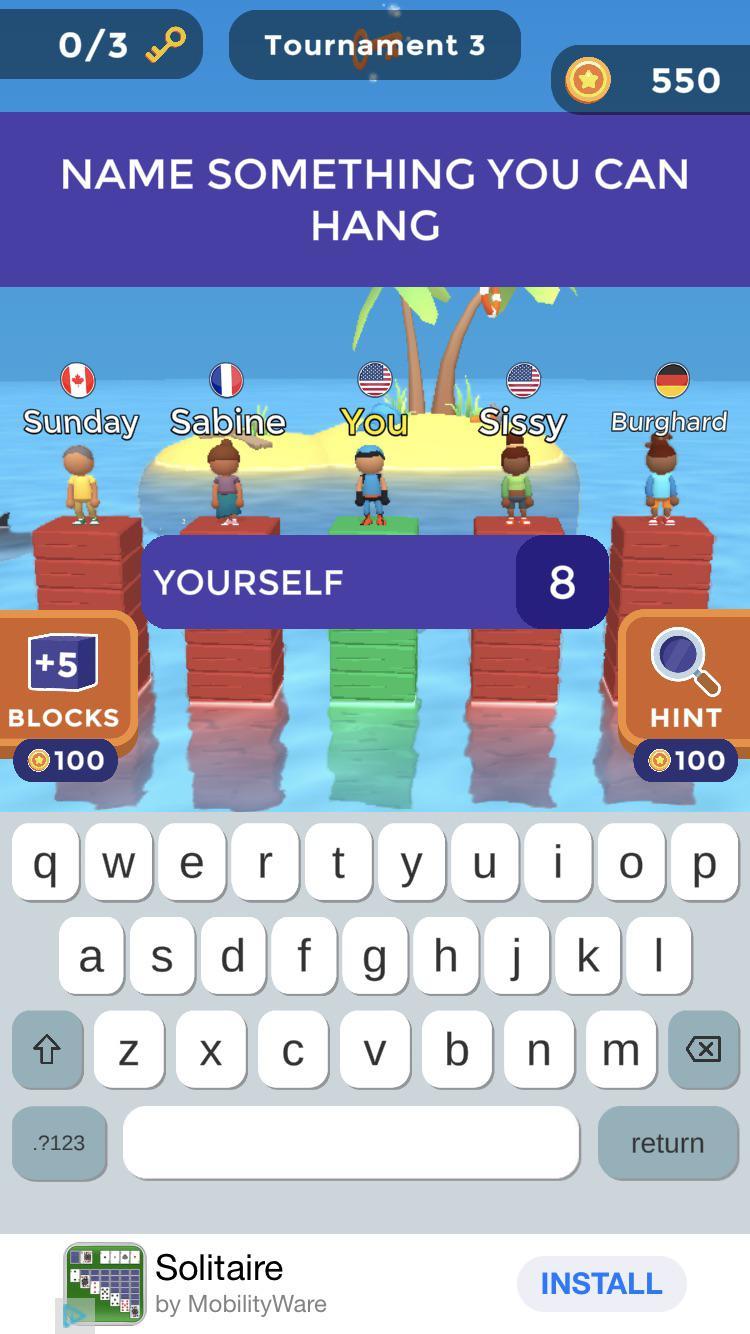 0/3
Tournament 3
550
NAME SOMETHING YOU CAN
HANG
Sunday
Sabine
You
Sissy
Burghard
YOURSELF
8
+5
BLOCKS
100
HINT
100
q w e r t y u i o p
a s d f g h j k l
z x c v b n m
.?123
return
Solitaire
by MobilityWare
INSTALL